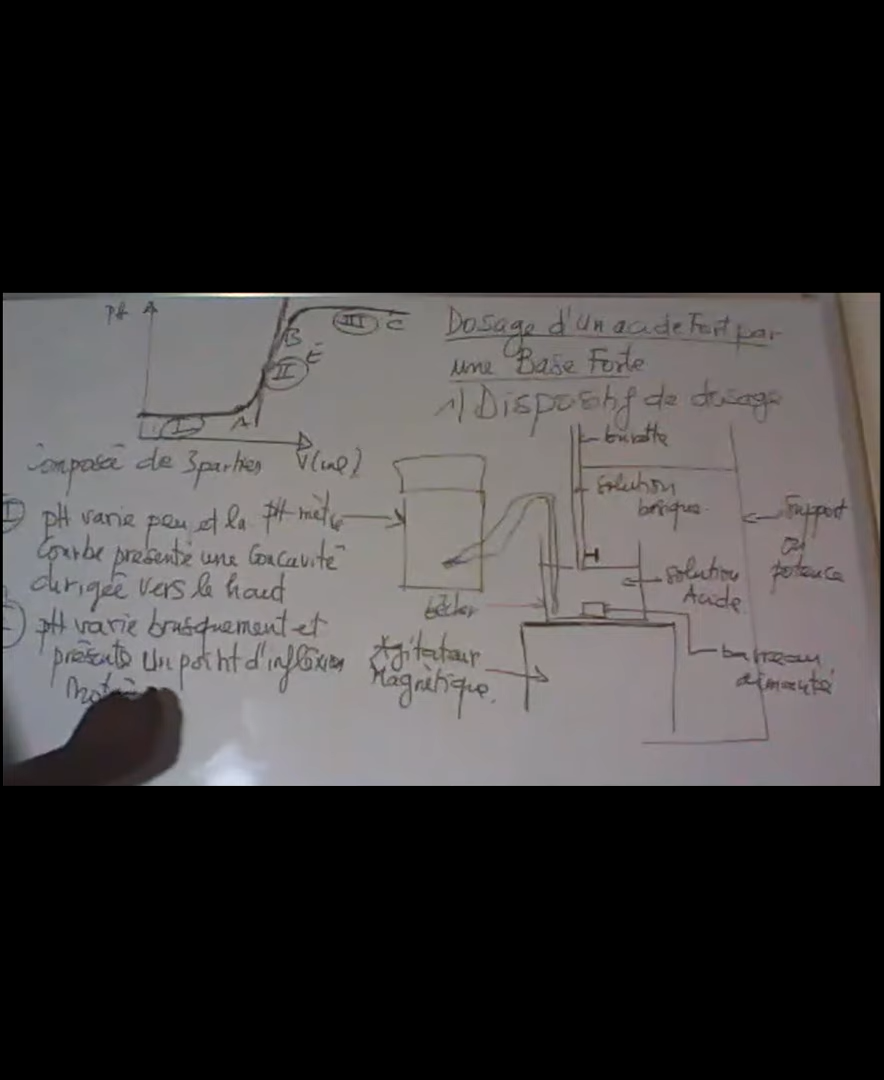 pH
B
III
C
II
E
I
A
V(ml)
Composée de 3 parties
I pH varie peu et la
Courbe présente une Concavité
dirigée vers le haut
pH varie brusquement et
présente Un point d'inflexion
Dosage d'Un acide Fort par
une Base Forte
1) Dispositif de dosage
burette
solution
basique
pH-mètre
Support
ou
potence
solution
Acide
bécher
Agitateur
Magnétique.
barreau
aimanté